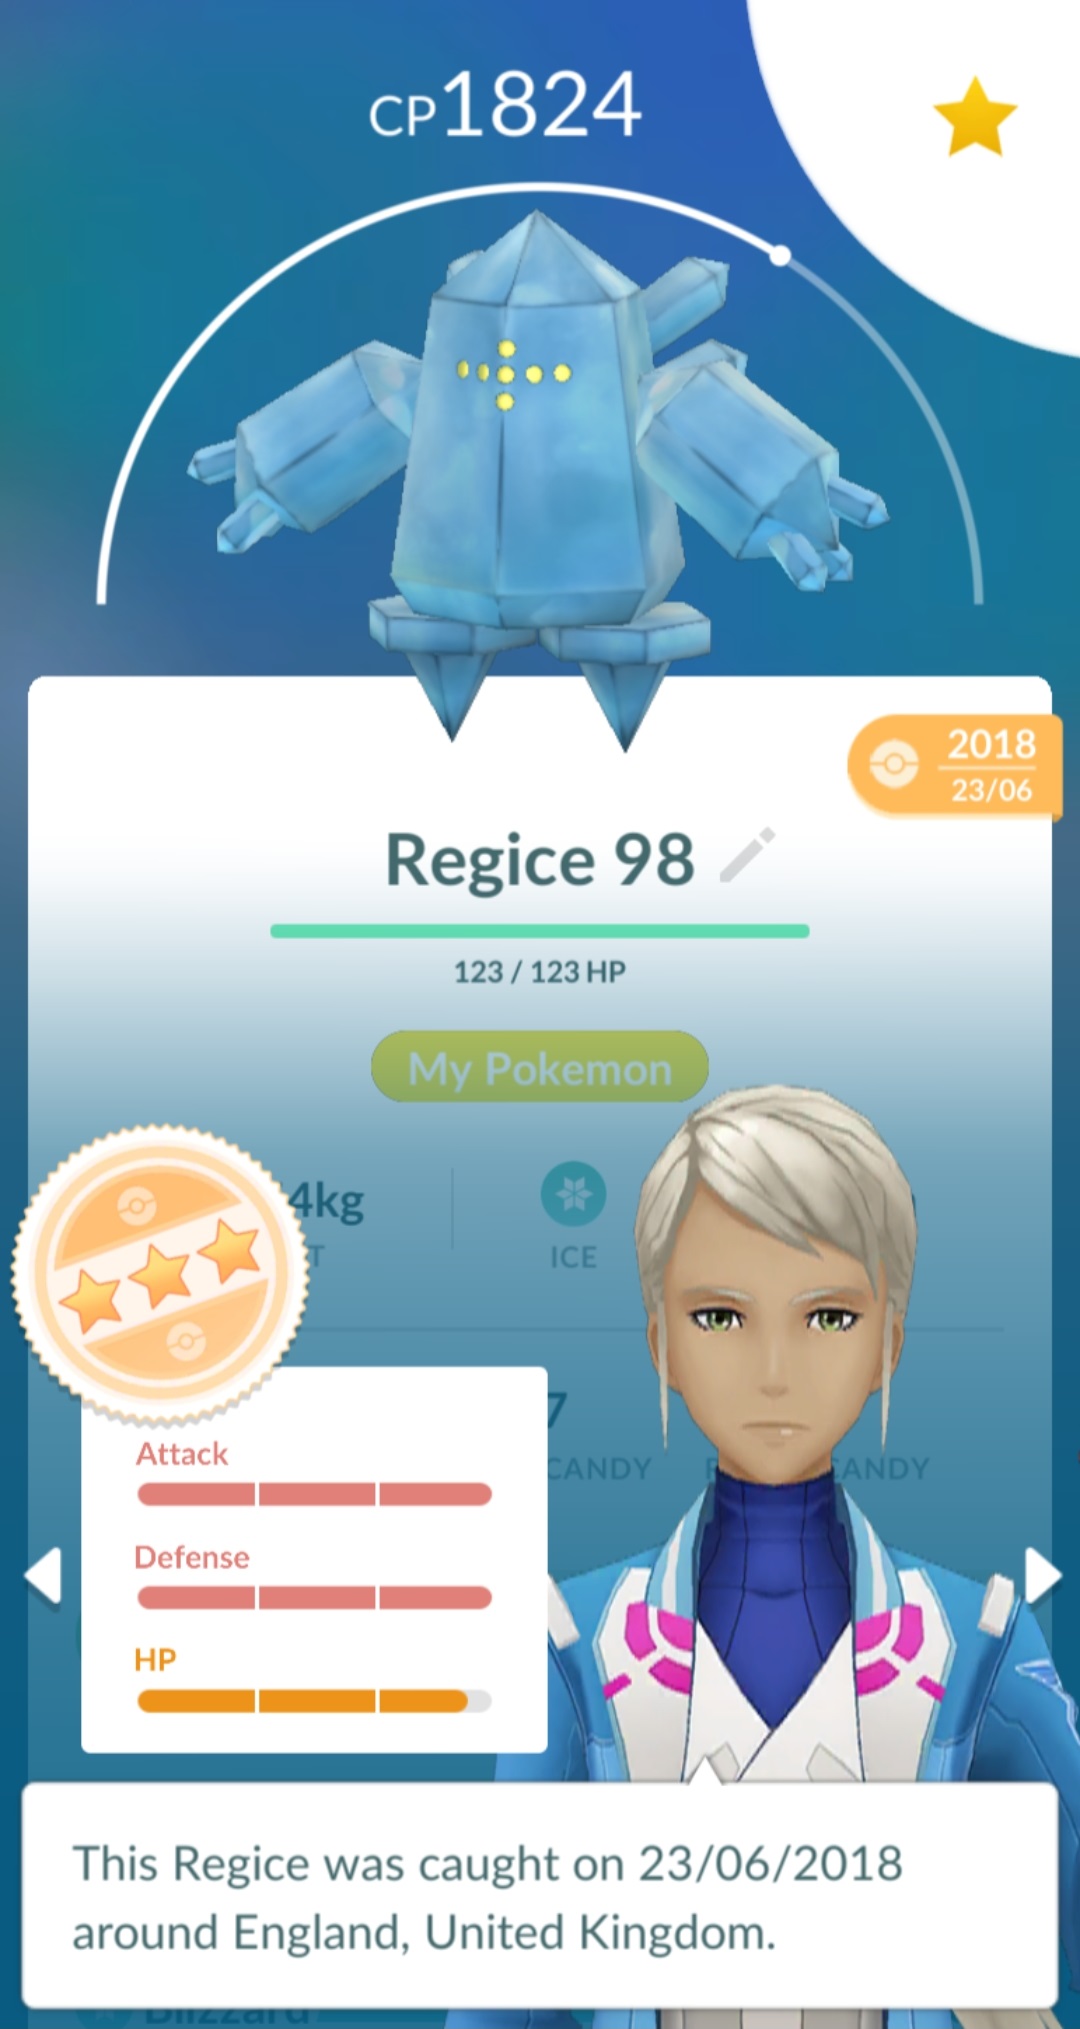 CP1824
2018
23/06
Regice 98
123 / 123 HP
My Pokemon
4kg
ICE
7
CANDY
CANDY
Attack
Defense
HP
This Regice was caught on 23/06/2018
around England, United Kingdom.
Blizzard